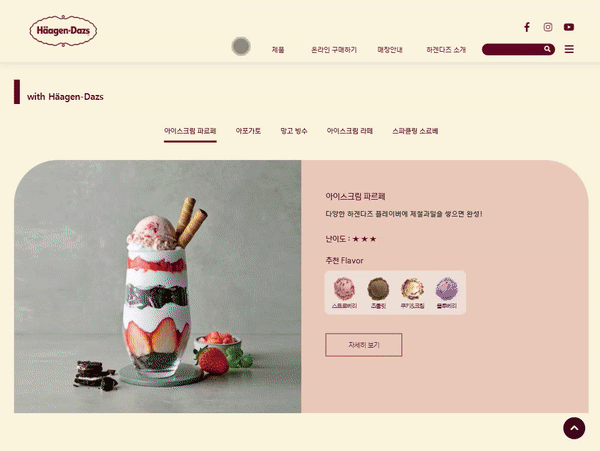 Häagen-Dazs
제품
온라인 구매하기
매장안내
하겐다즈 소개
with Häagen-Dazs
아이스크림 파르페
아포가토
망고 빙수
아이스크림 라떼
스파클링 소르베
아이스크림 파르페
다양한 하겐다즈 플레이버에 제철과일을 쌓으면 완성!
난이도 : ★ ★ ★
추천 Flavor
스트로베리
초콜릿
쿠키&크림
블루베리
자세히 보기